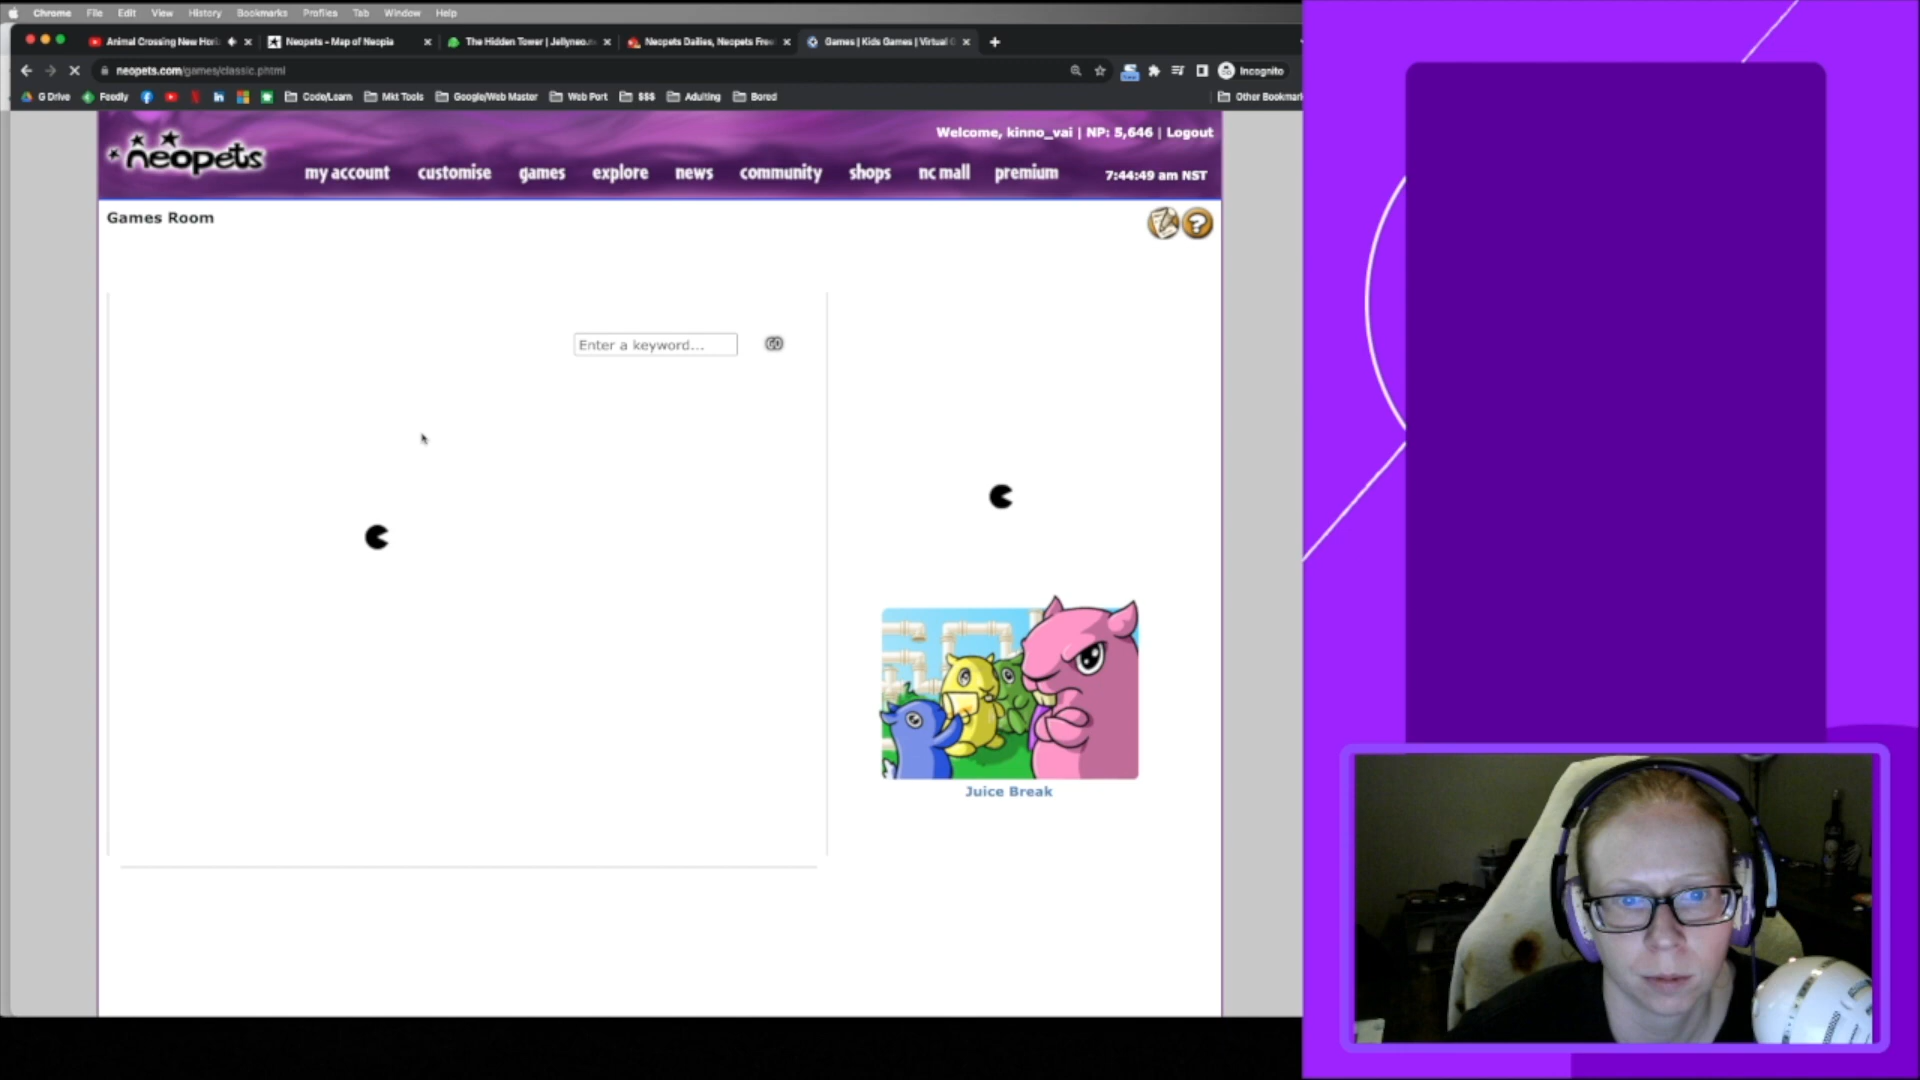 Chrome File Edit View History Bookmarks Profiles Tab Window Help
Animal Crossing New Hori Neopets - Map of Neopia The Hidden Tower | Jellyneo.n Neopets Dailies, Neopets Free Games | Kids Games | Virtual
neopets.com/games/classic.phtml Incognito
G Drive Feedly Code/Learn Mkt Tools Google/Web Master Web Port $$$ Adulting Bored Other Bookmar
Welcome, kinno_vai | NP: 5,646 | Logout
neopets
my account customise games explore news community shops nc mall premium 7:44:49 am NST
Games Room
Enter a keyword... GO
Juice Break